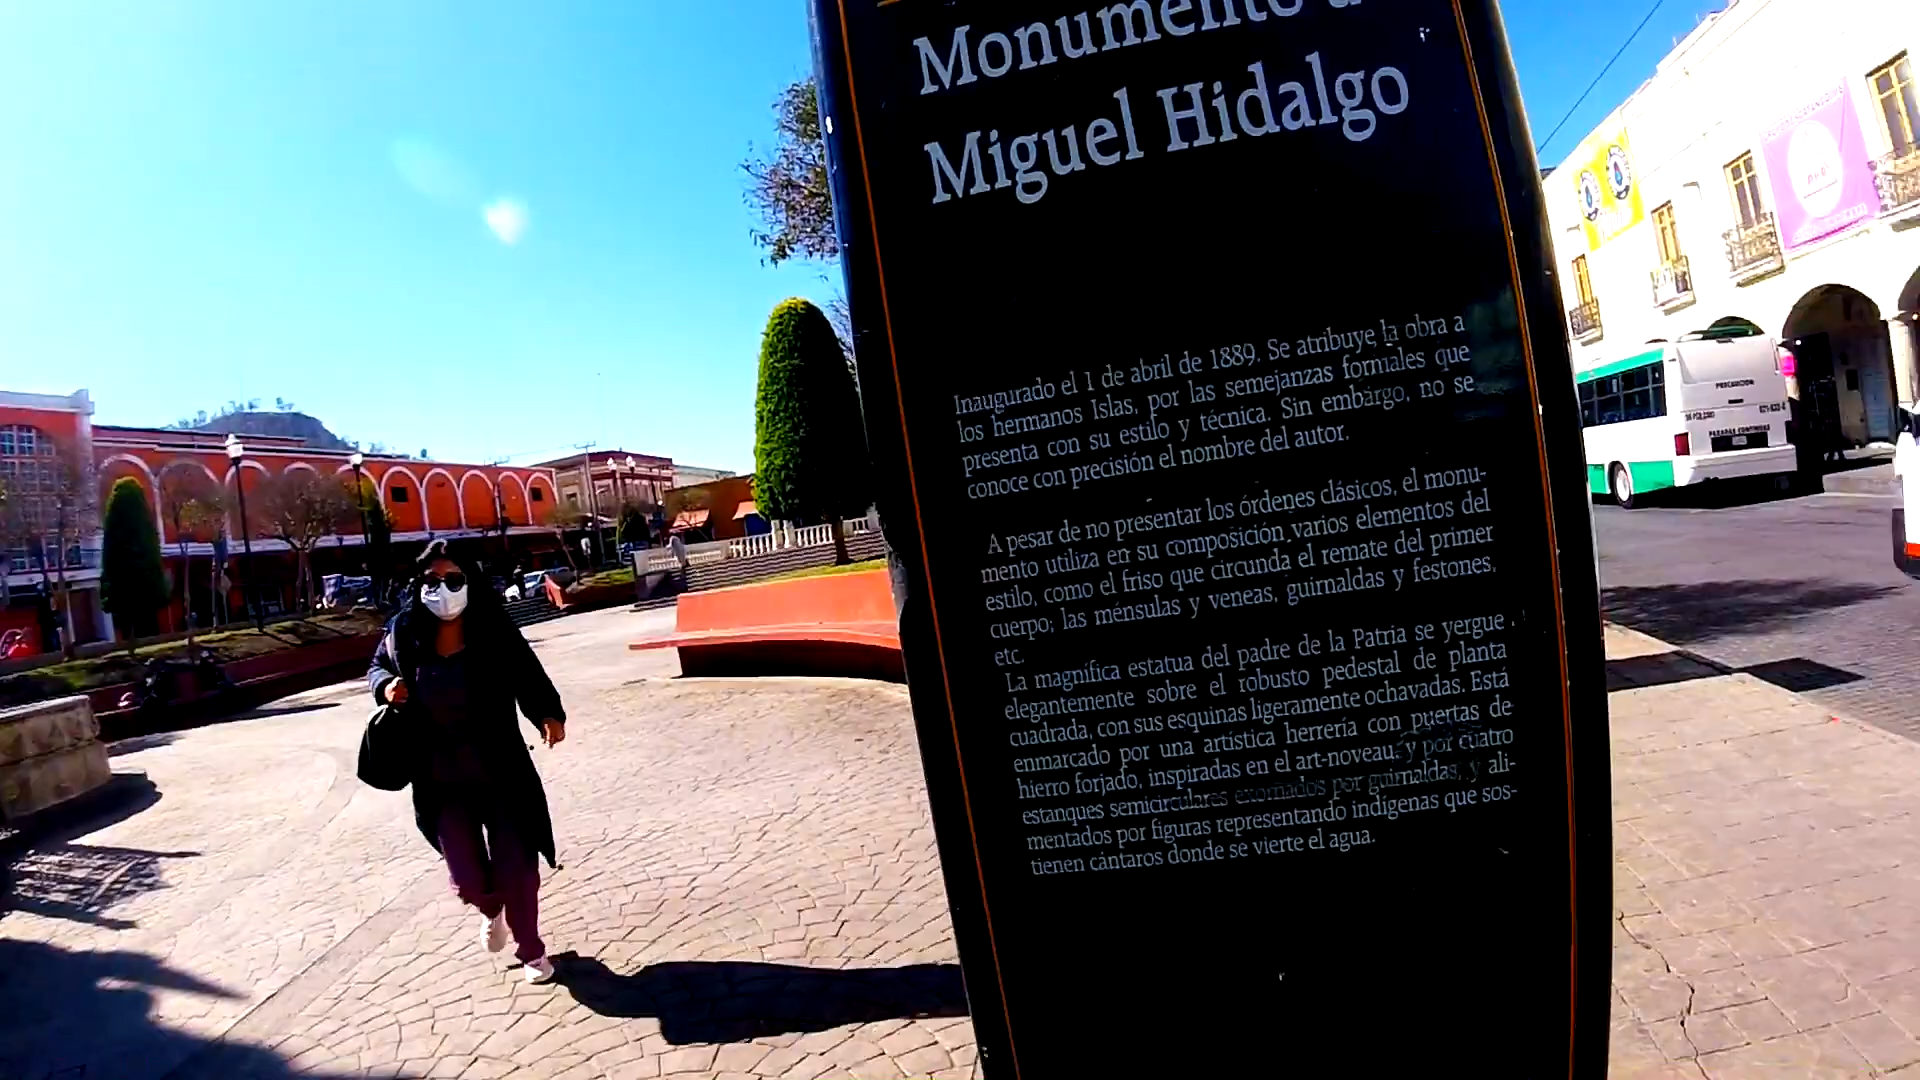 Monumento a
Miguel Hidalgo
Inaugurado el 1 de abril de 1889. Se atribuye la obra a
los hermanos Islas, por las semejanzas formales que
presenta con su estilo y técnica. Sin embargo, no se
conoce con precisión el nombre del autor.
A pesar de no presentar los órdenes clásicos, el monu-
mento utiliza en su composición varios elementos del
estilo, como el friso que circunda el remate del primer
cuerpo; las ménsulas y veneas, guirnaldas y festones,
etc.
La magnífica estatua del padre de la Patria se yergue
elegantemente sobre el robusto pedestal de planta
cuadrada, con sus esquinas ligeramente ochavadas. Está
enmarcado por una artística herrería con puertas de
hierro forjado, inspiradas en el art-noveau; y por cuatro
estanques semicirculares exornados por guirnaldas, y ali-
mentados por figuras representando indígenas que sos-
tienen cántaros donde se vierte el agua.
PRECAUCION
PARADAS CONTINUAS